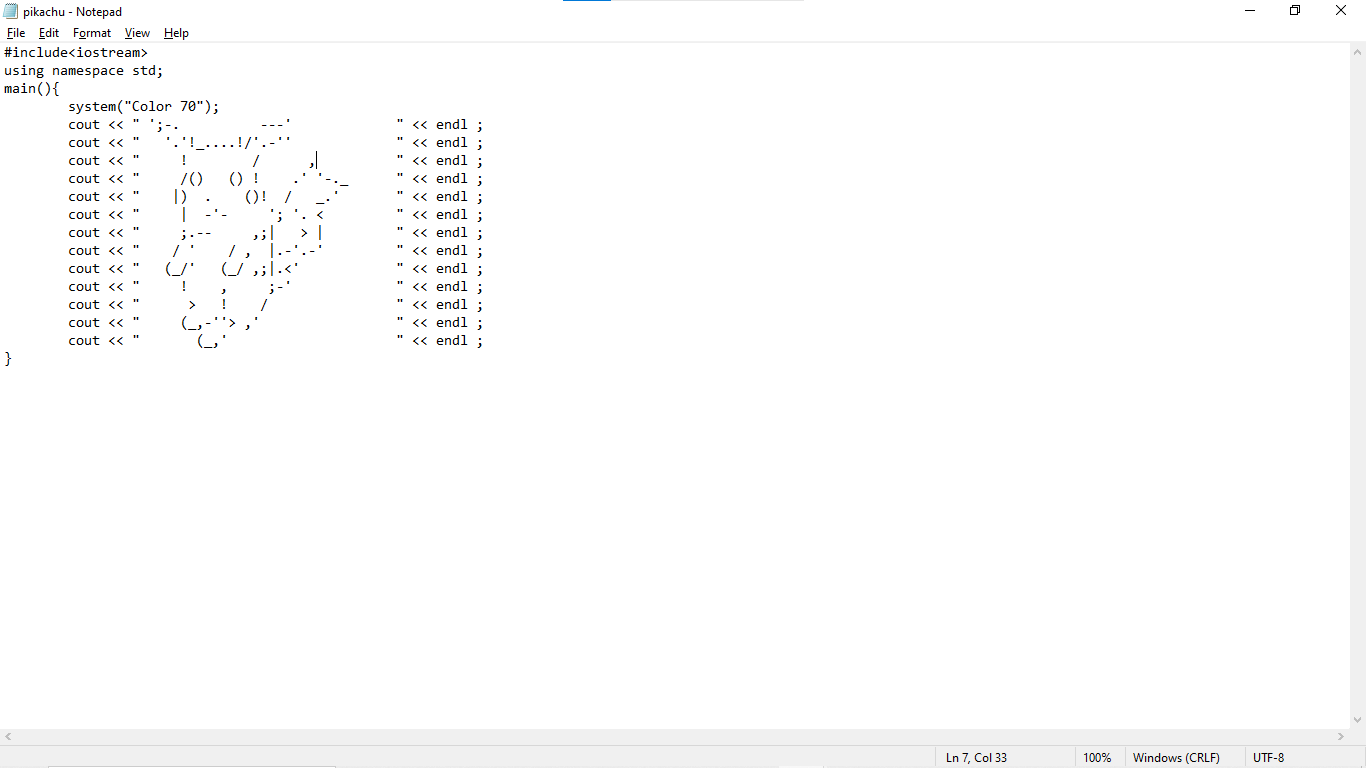 pikachu - Notepad
File Edit Format View Help
#include<iostream>
using namespace std;
main(){
        system("Color 70");
        cout << " ';-.          ---'             " << endl ;
        cout << "   '.'!_....!/'.-''             " << endl ;
        cout << "     !        /      ,          " << endl ;
        cout << "     /()   () !    .' '-._      " << endl ;
        cout << "    |)  .    ()!  /   _.'       " << endl ;
        cout << "     |  -'-     '; '. <         " << endl ;
        cout << "     ;.--     ,;|   > |         " << endl ;
        cout << "    / '    / ,  |.-'.-'         " << endl ;
        cout << "   (_/'   (_/ ,;|.<'            " << endl ;
        cout << "     !    ,     ;-'             " << endl ;
        cout << "      >   !    /                " << endl ;
        cout << "     (_,-''> ,'                 " << endl ;
        cout << "       (_,'                     " << endl ;
}
Ln 7, Col 33 100% Windows (CRLF) UTF-8